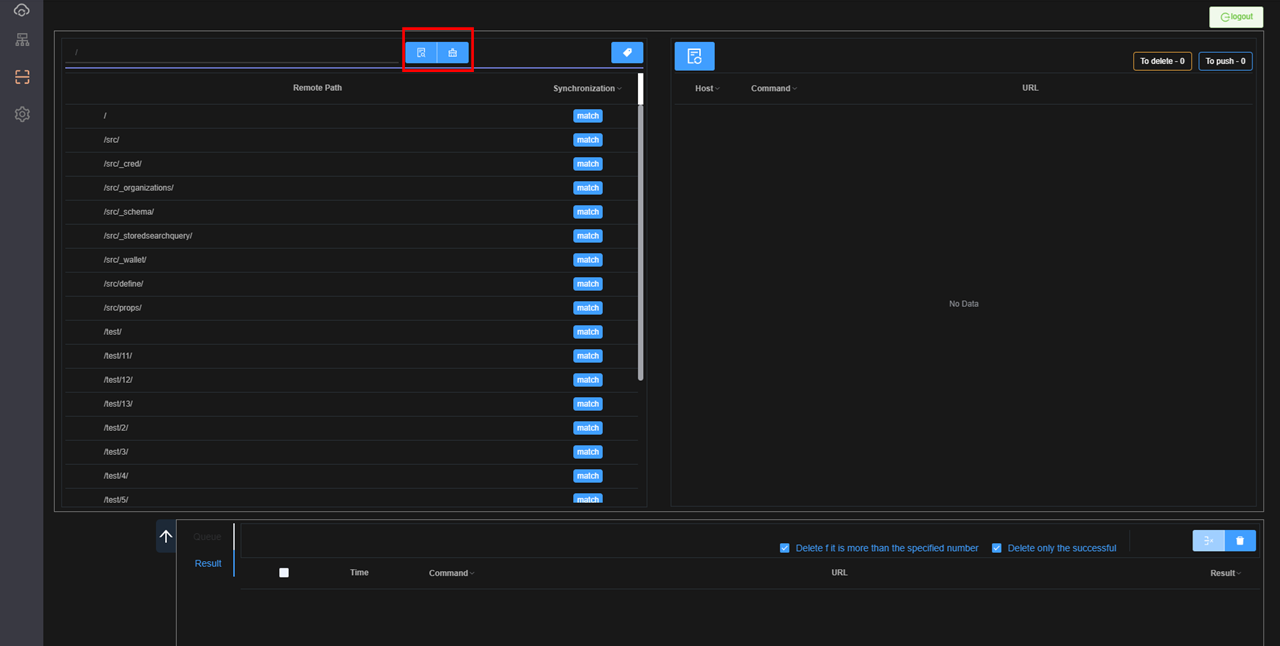 logout
/
To delete - 0
To push - 0
Remote Path
Synchronization
Host
Command
URL
/
match
/src/
match
/src/_cred/
match
/src/_organizations/
match
/src/_schema/
match
/src/_storedsearchquery/
match
/src/_wallet/
match
/src/define/
match
/src/props/
match
/test/
match
/test/11/
match
/test/12/
match
/test/13/
match
/test/2/
match
/test/3/
match
/test/4/
match
/test/5/
match
No Data
Queue
Result
Delete f it is more than the specified number
Delete only the successful
Time
Command
URL
Result